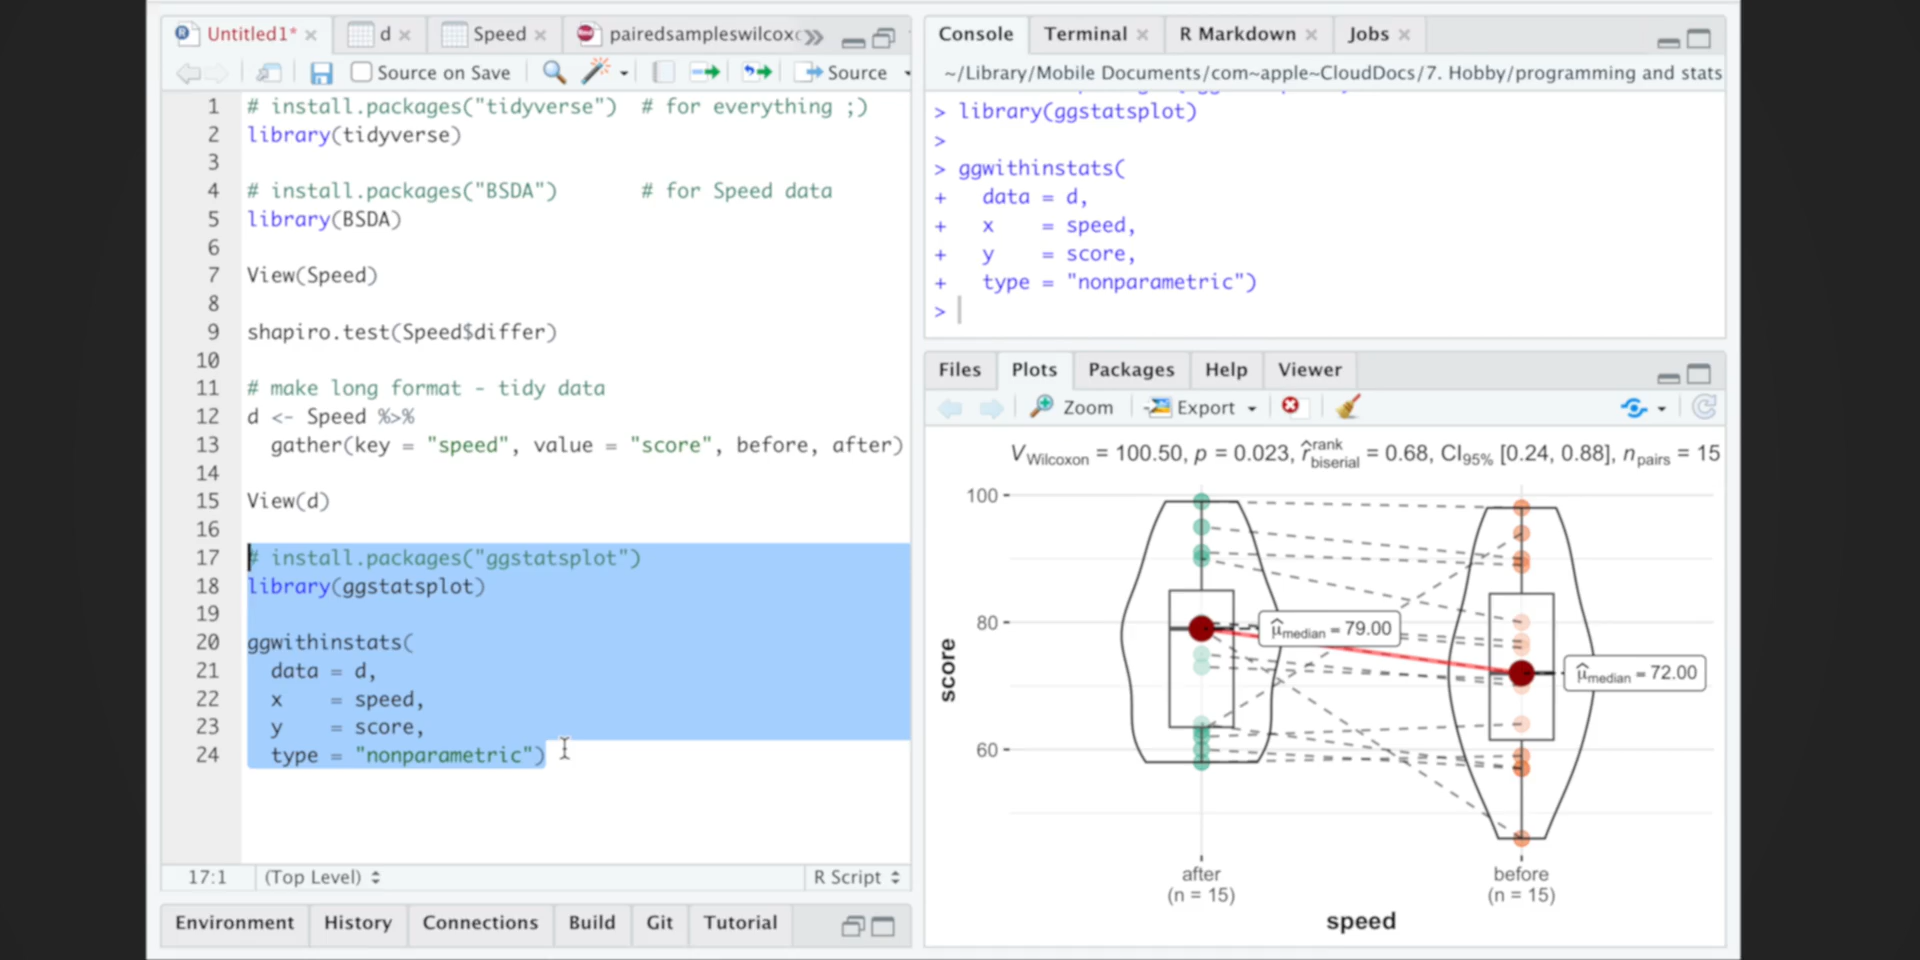 Untitled1*
d
Speed
pairedsampleswilcoxo
Source on Save
Source
1 # install.packages("tidyverse")  # for everything ;)
2 library(tidyverse)
3
4 # install.packages("BSDA")       # for Speed data
5 library(BSDA)
6
7 View(Speed)
8
9 shapiro.test(Speed$differ)
10
11 # make long format - tidy data
12 d <- Speed %>%
13   gather(key = "speed", value = "score", before, after)
14
15 View(d)
16
17 # install.packages("ggstatsplot")
18 library(ggstatsplot)
19
20 ggwithinstats(
21   data = d,
22   x    = speed,
23   y    = score,
24   type = "nonparametric")
17:1
(Top Level)
R Script
Environment
History
Connections
Build
Git
Tutorial
Console
Terminal
R Markdown
Jobs
~/Library/Mobile Documents/com~apple~CloudDocs/7. Hobby/programming and stats
> library(ggstatsplot)
>
> ggwithinstats(
+   data = d,
+   x    = speed,
+   y    = score,
+   type = "nonparametric")
>
Files
Plots
Packages
Help
Viewer
Zoom
Export
V Wilcoxon = 100.50, p = 0.023, r̂ rank biserial = 0.68, CI95% [0.24, 0.88], n pairs = 15
100
80
60
score
μ̂ median = 79.00
μ̂ median = 72.00
after
(n = 15)
before
(n = 15)
speed